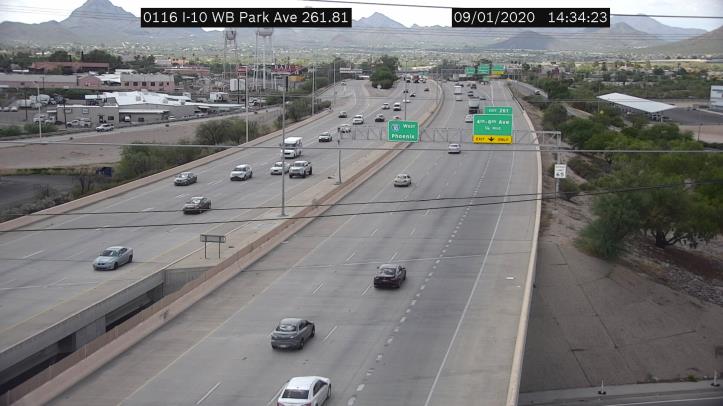 0116 I-10 WB Park Ave 261.81
09/01/2020 14:34:23
West
Phoenix
EXIT 261
4th-6th Ave
EXIT ONLY